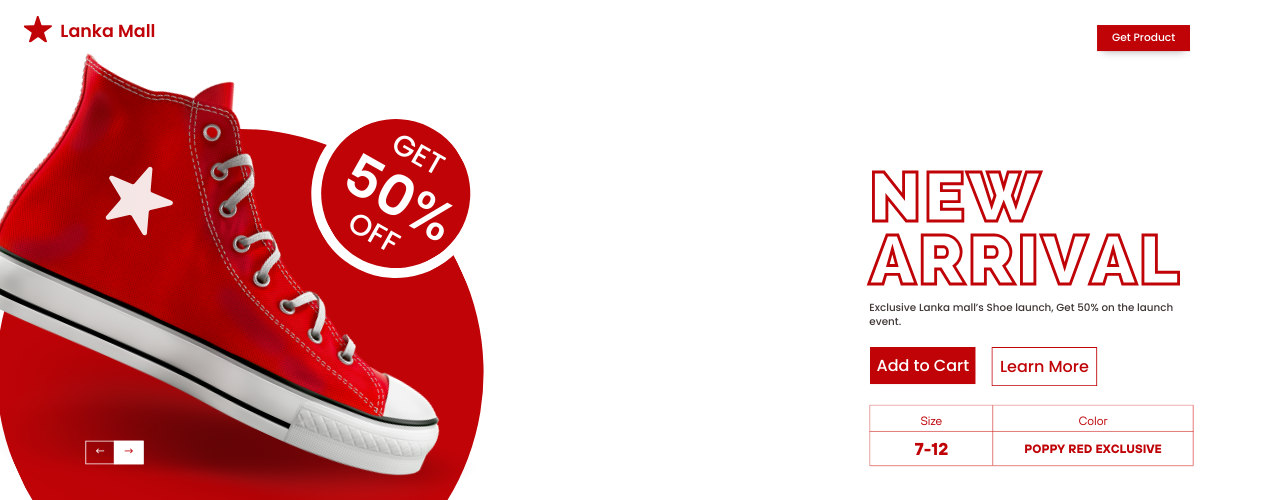 Lanka Mall
Get Product
GET
50%
OFF
NEW
ARRIVAL
Exclusive Lanka mall's Shoe launch, Get 50% on the launch
event.
Add to Cart
Learn More
Size
Color
7-12
POPPY RED EXCLUSIVE
← →